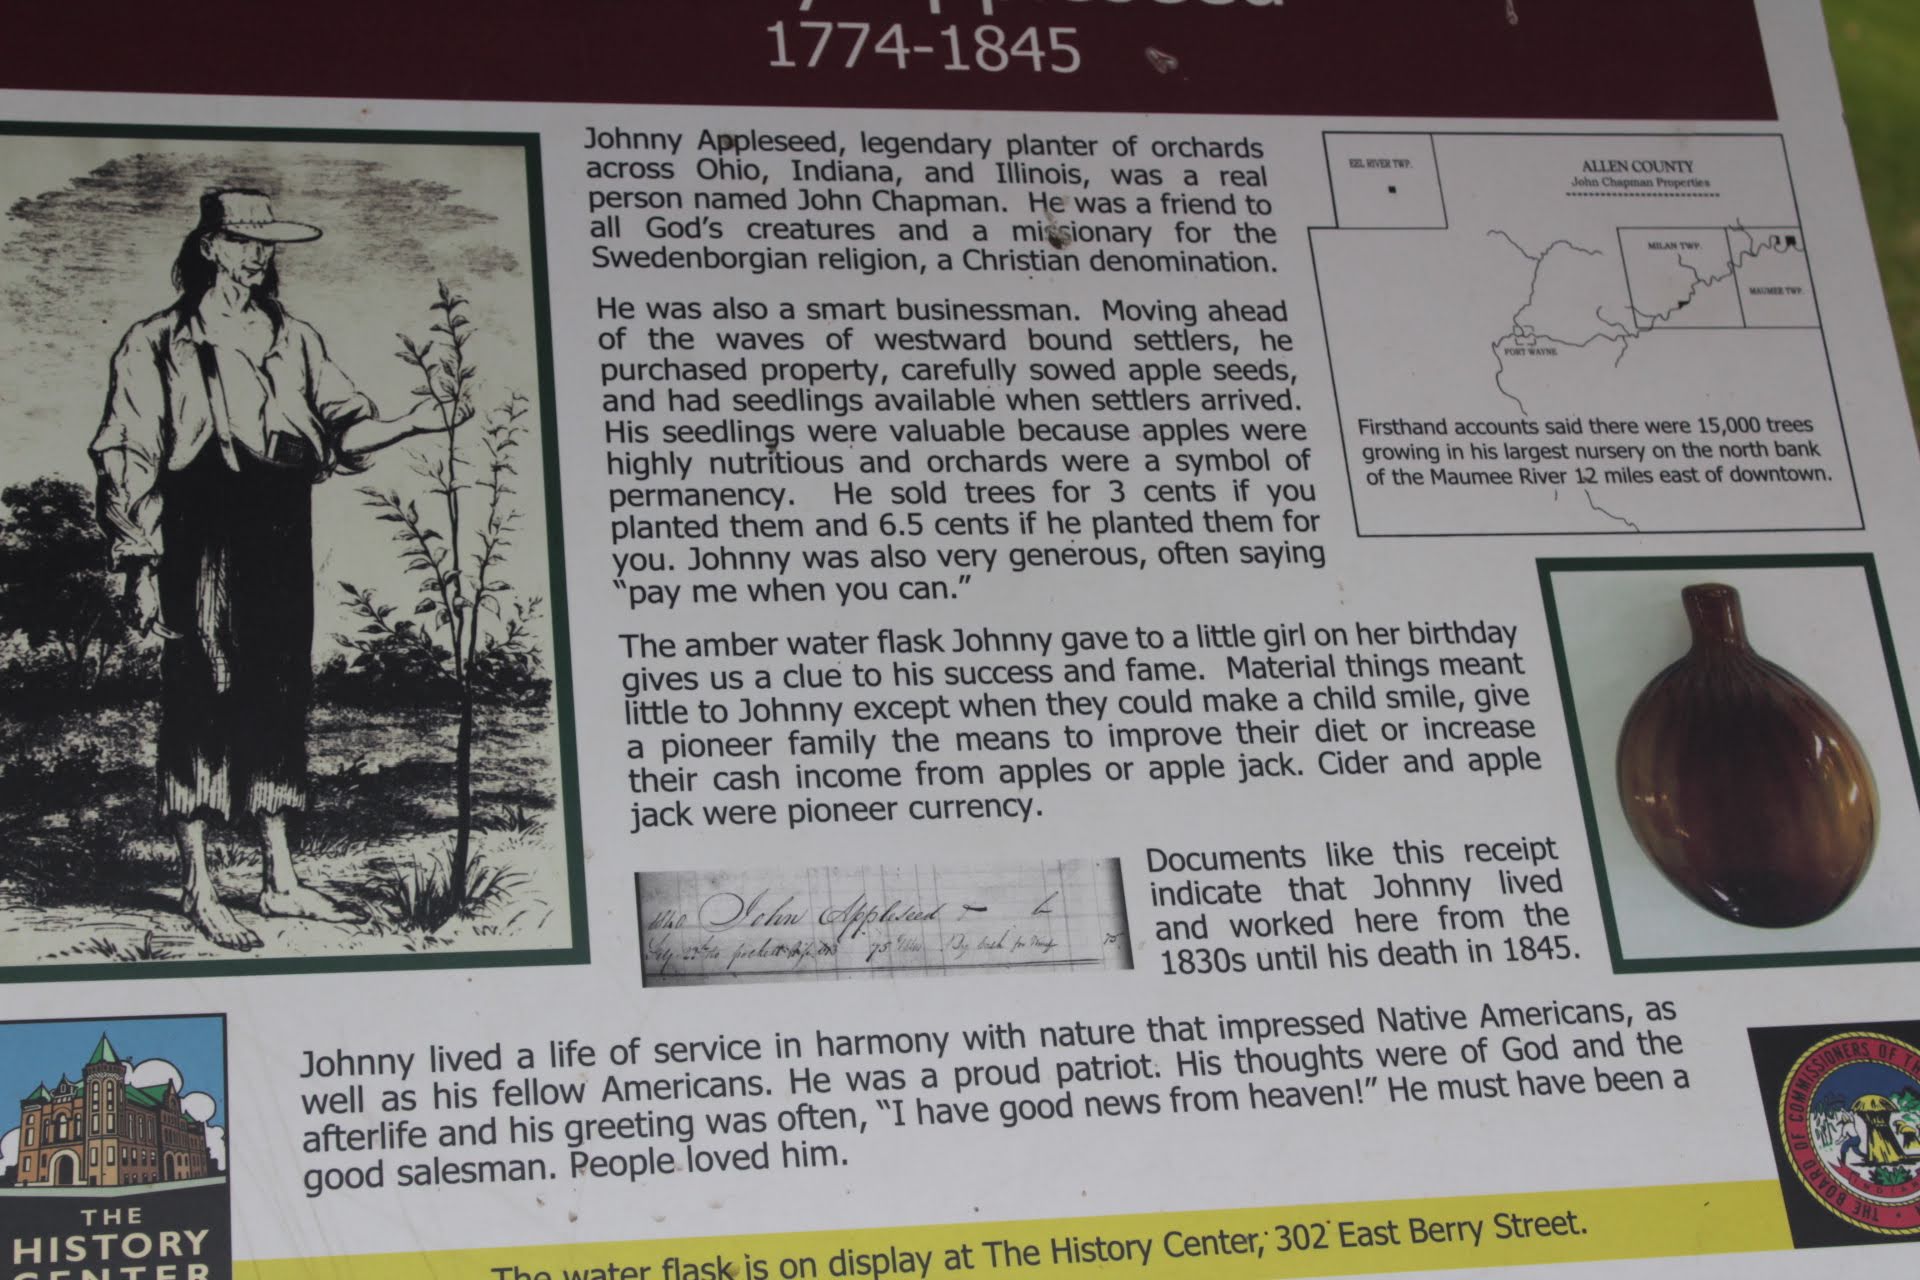 Appleseed
1774-1845
Johnny Appleseed, legendary planter of orchards
across Ohio, Indiana, and Illinois, was a real
person named John Chapman. He was a friend to
all God's creatures and a missionary for the
Swedenborgian religion, a Christian denomination.
He was also a smart businessman. Moving ahead
of the waves of westward bound settlers, he
purchased property, carefully sowed apple seeds,
and had seedlings available when settlers arrived.
His seedlings were valuable because apples were
highly nutritious and orchards were a symbol of
permanency. He sold trees for 3 cents if you
planted them and 6.5 cents if he planted them for
you. Johnny was also very generous, often saying
“pay me when you can.”
EEL RIVER TWP.
ALLEN COUNTY
John Chapman Properties
MILAN TWP.
MAUMEE TWP.
FORT WAYNE
Firsthand accounts said there were 15,000 trees
growing in his largest nursery on the north bank
of the Maumee River 12 miles east of downtown.
The amber water flask Johnny gave to a little girl on her birthday
gives us a clue to his success and fame. Material things meant
little to Johnny except when they could make a child smile, give
a pioneer family the means to improve their diet or increase
their cash income from apples or apple jack. Cider and apple
jack were pioneer currency.
1840 John Appleseed
75
Documents like this receipt
indicate that Johnny lived
and worked here from the
1830s until his death in 1845.
Johnny lived a life of service in harmony with nature that impressed Native Americans, as
well as his fellow Americans. He was a proud patriot. His thoughts were of God and the
afterlife and his greeting was often, “I have good news from heaven!” He must have been a
good salesman. People loved him.
THE
HISTORY
CENTER
THE BOARD OF COMMISSIONERS OF
The water flask is on display at The History Center, 302 East Berry Street.